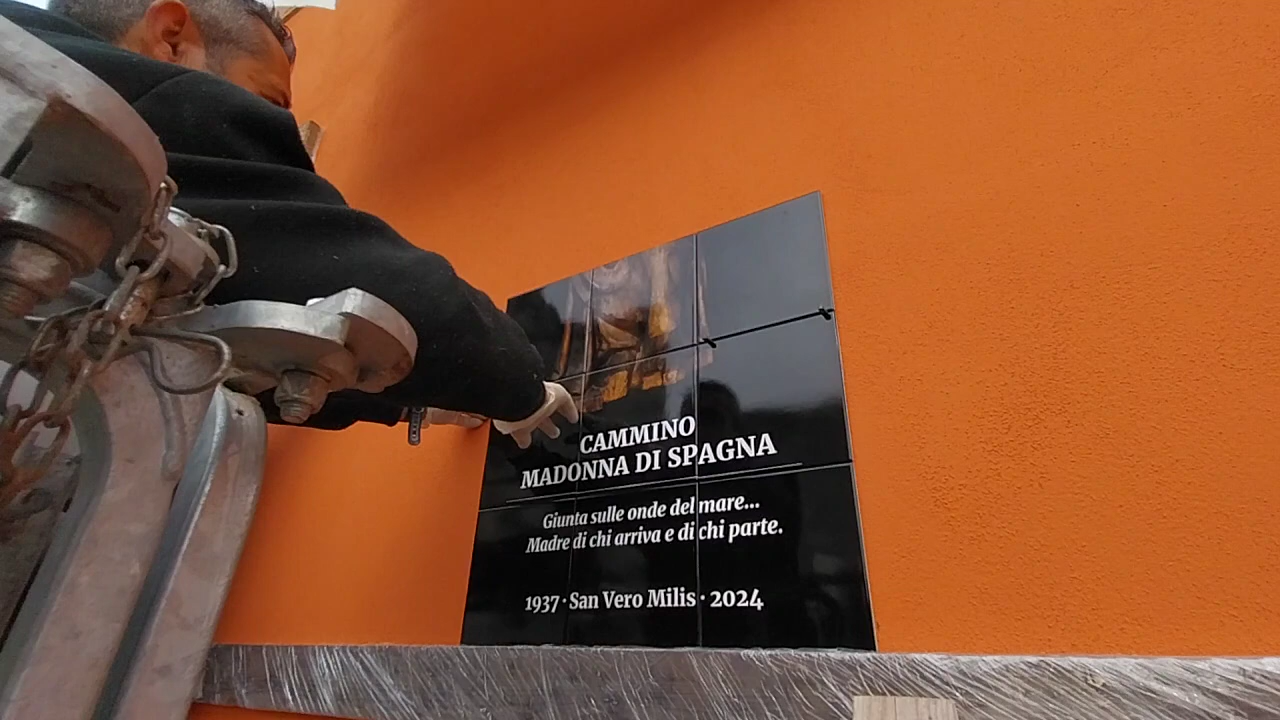 CAMMINO
MADONNA DI SPAGNA
Giunta sulle onde del mare...
Madre di chi arriva e di chi parte.
1937 · San Vero Milis · 2024